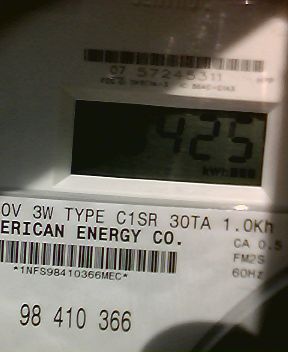 07 57245311
425
kWh
0V 3W TYPE C1SR 30TA 1.0Kh
ERICAN ENERGY CO.
CA 0.5
*1NFS98410366MEC*
FM2S
60Hz
98 410 366